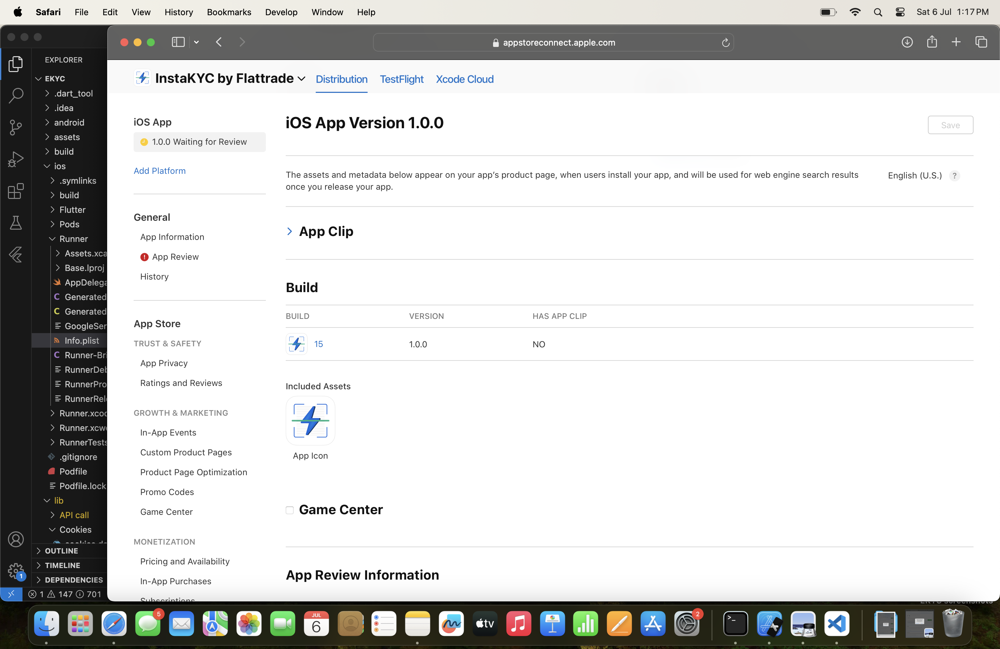 Safari File Edit View History Bookmarks Develop Window Help
Sat 6 Jul 1:17 PM
EXPLORER
EKYC
.dart_tool
.idea
android
assets
build
ios
.symlinks
build
Flutter
Pods
Runner
Assets.xca
Base.lproj
AppDelega
Generated
Generated
GoogleSer
Info.plist
Runner-Bri
RunnerDeb
RunnerPro
RunnerRele
Runner.xcoc
Runner.xcw
RunnerTests
.gitignore
Podfile
Podfile.lock
lib
API call
Cookies
OUTLINE
TIMELINE
DEPENDENCIES
1
1 147 701
appstoreconnect.apple.com
InstaKYC by Flattrade Distribution TestFlight Xcode Cloud
iOS App
1.0.0 Waiting for Review
Add Platform
General
App Information
App Review
History
App Store
TRUST & SAFETY
App Privacy
Ratings and Reviews
GROWTH & MARKETING
In-App Events
Custom Product Pages
Product Page Optimization
Promo Codes
Game Center
MONETIZATION
Pricing and Availability
In-App Purchases
Subscriptions
iOS App Version 1.0.0
Save
The assets and metadata below appear on your app’s product page, when users install your app, and will be used for web engine search results
once you release your app.
English (U.S.) ?
App Clip
Build
BUILD VERSION HAS APP CLIP
15 1.0.0 NO
Included Assets
App Icon
Game Center
App Review Information
5
JUL
6
tv
2